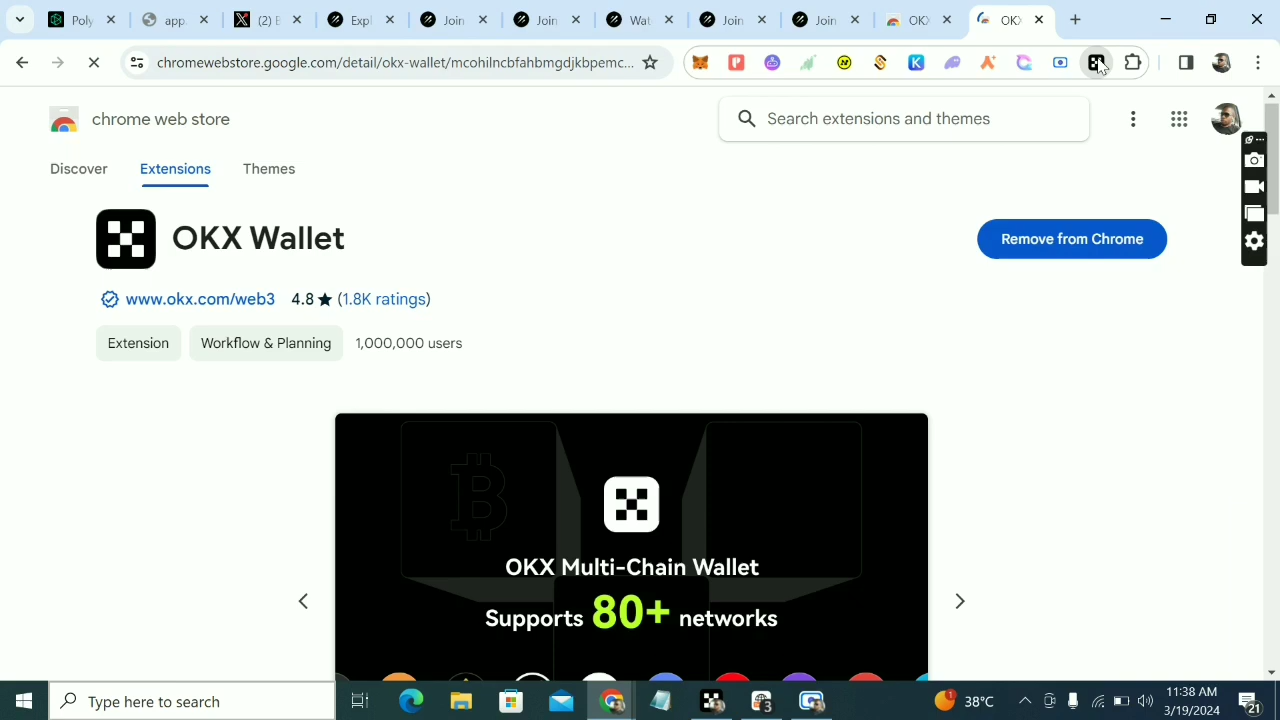 Poly
app
(2) E
Expl
Join
Join
Wat
Join
Join
OKX
OKX
chromewebstore.google.com/detail/okx-wallet/mcohilncbfahbmgdjkbpemc...
chrome web store
Search extensions and themes
Discover
Extensions
Themes
OKX Wallet
Remove from Chrome
www.okx.com/web3 4.8★ (1.8K ratings)
Extension
Workflow & Planning
1,000,000 users
OKX Multi-Chain Wallet
Supports 80+ networks
Type here to search
38°C
11:38 AM
3/19/2024
21